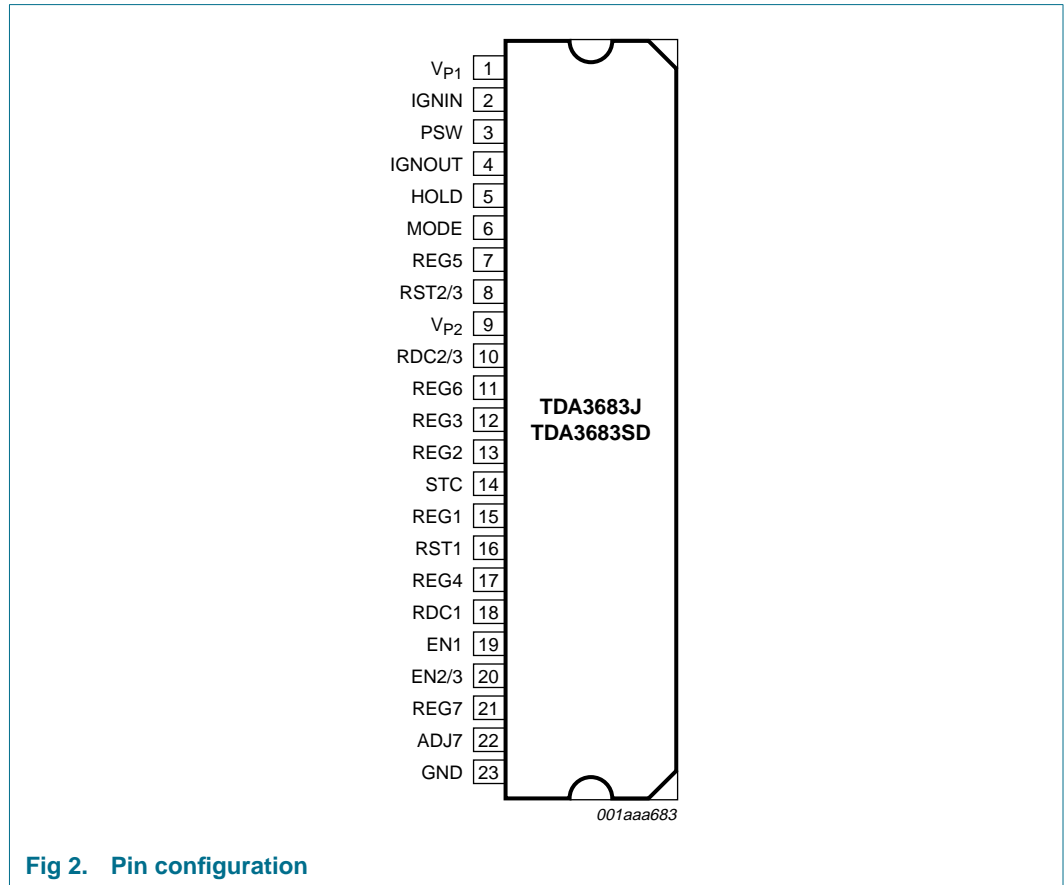 VP1 1
IGNIN 2
PSW 3
IGNOUT 4
HOLD 5
MODE 6
REG5 7
RST2/3 8
VP2 9
RDC2/3 10
REG6 11
REG3 12
REG2 13
STC 14
REG1 15
RST1 16
REG4 17
RDC1 18
EN1 19
EN2/3 20
REG7 21
ADJ7 22
GND 23
TDA3683J
TDA3683SD
001aaa683
Fig 2. Pin configuration